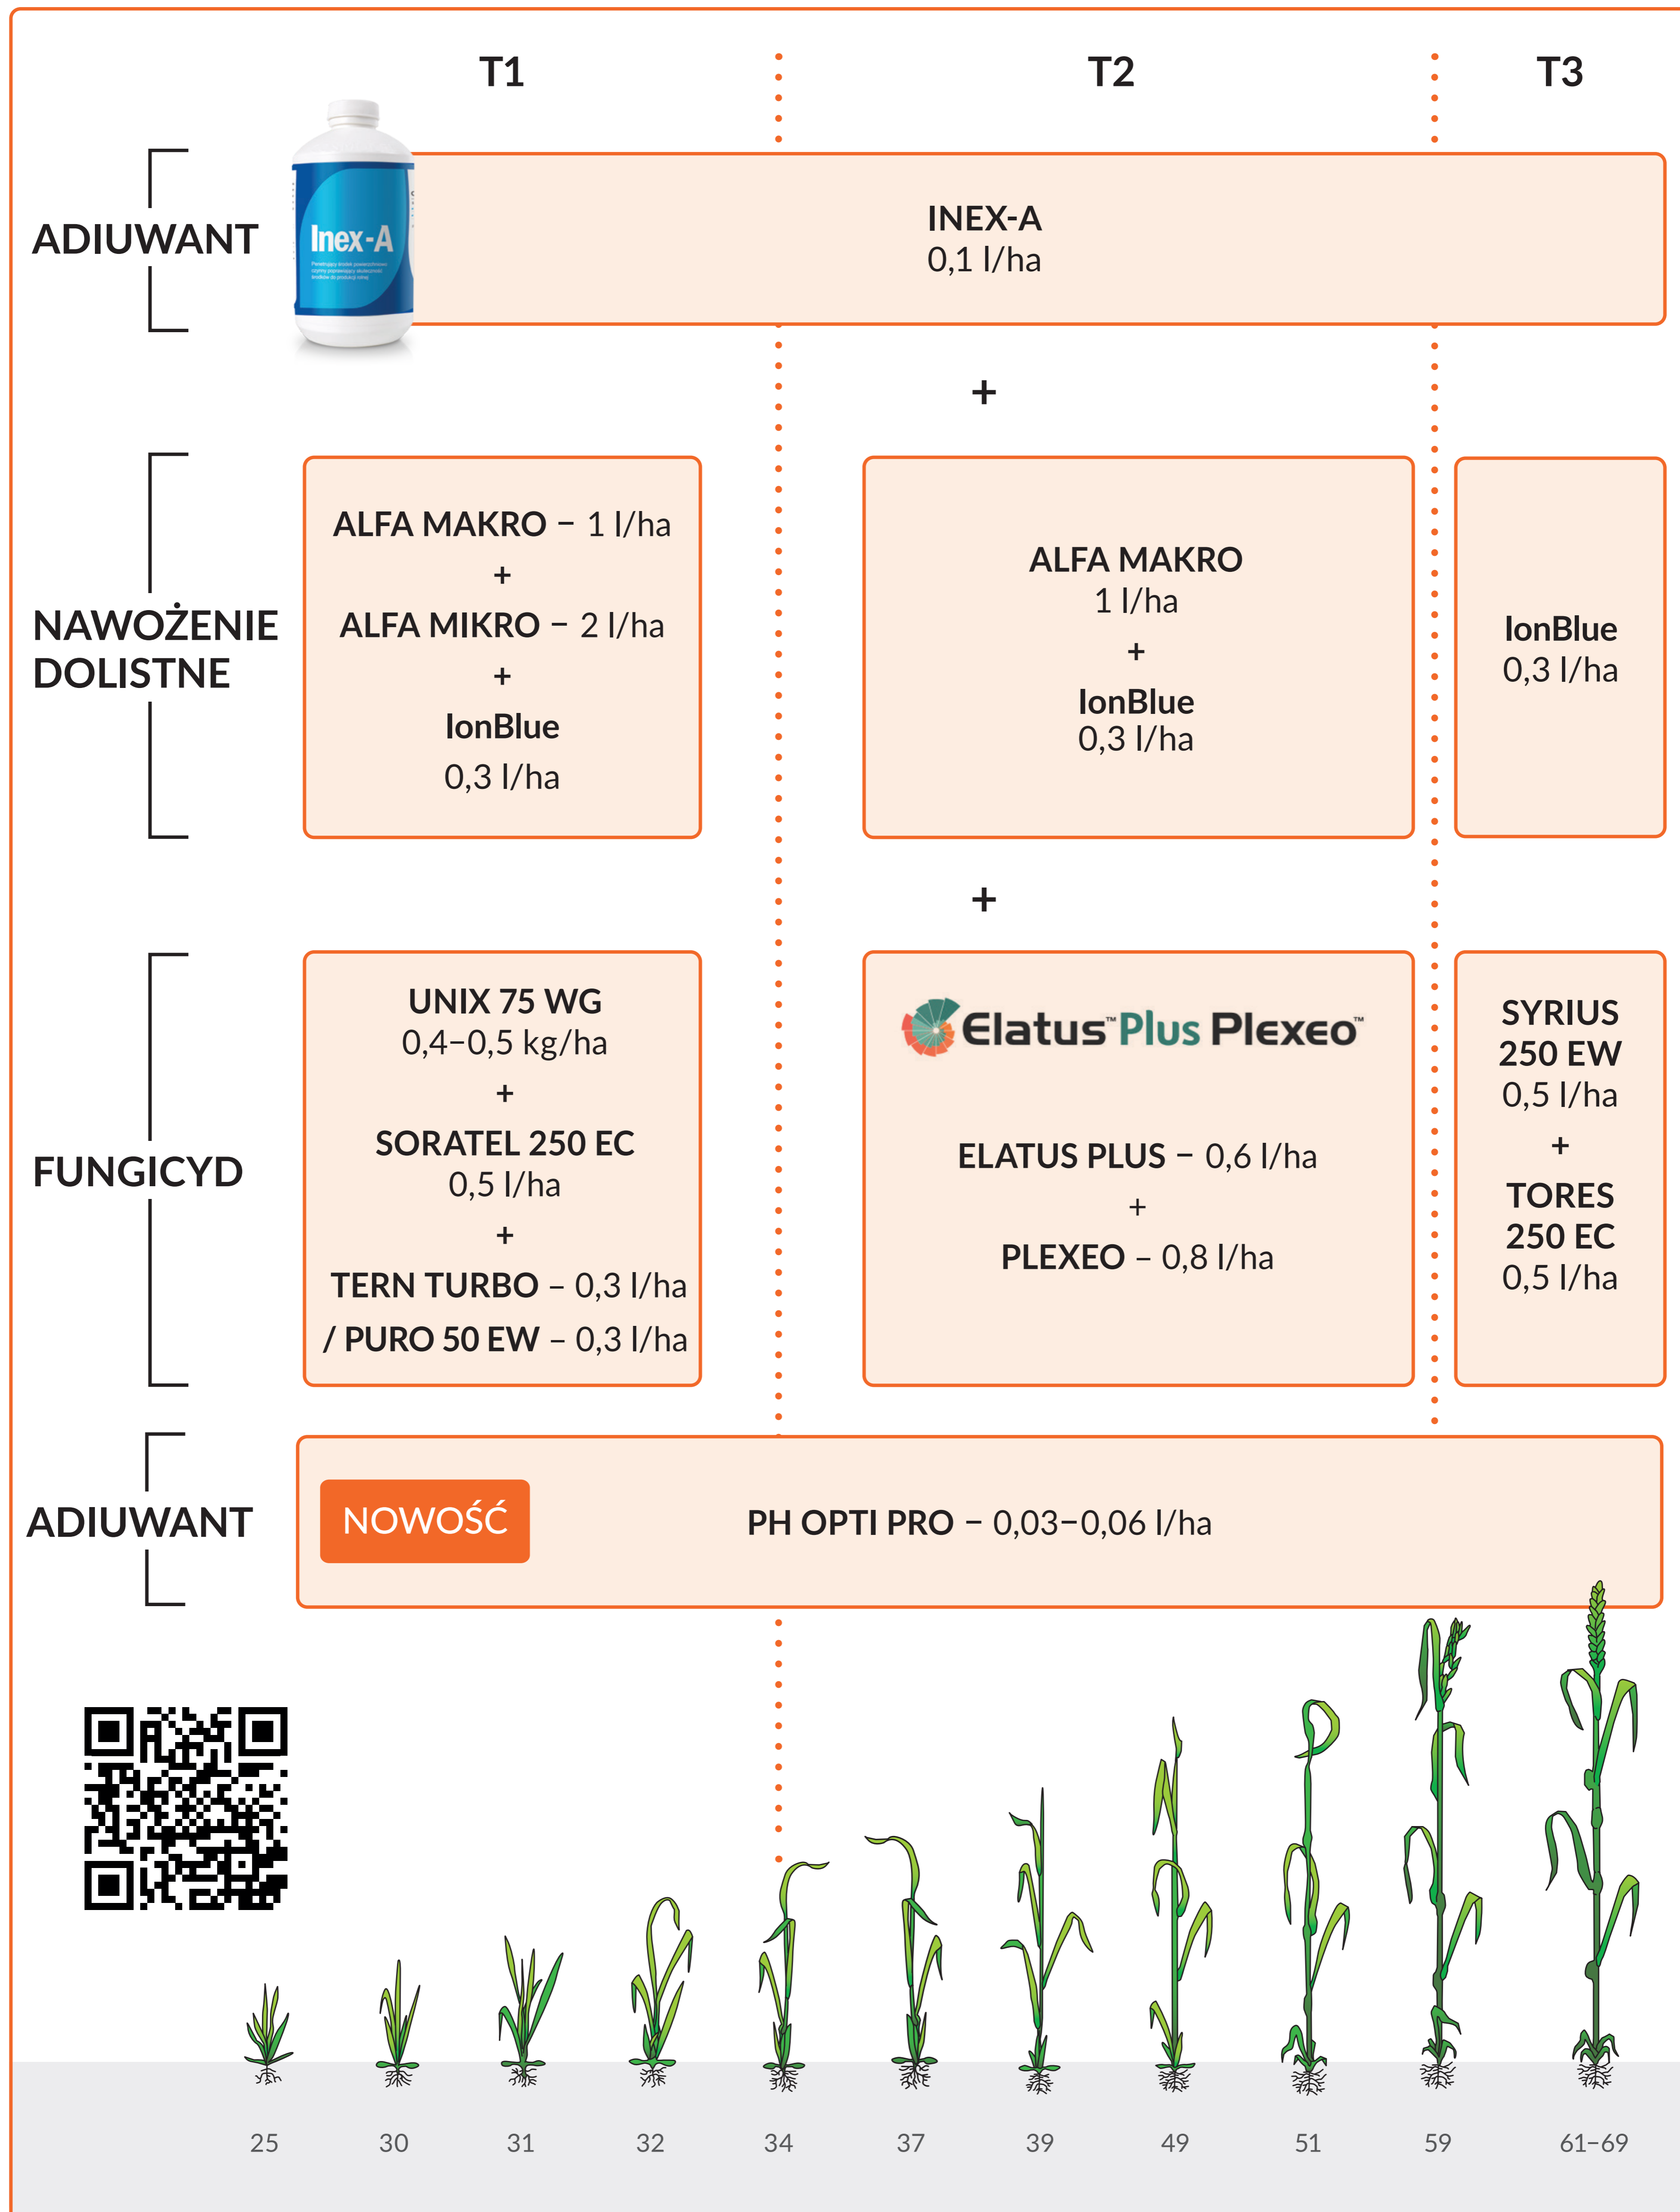 T1
T2
T3
ADIUWANT
Inex-A
INEX-A
0,1 l/ha
+
NAWOŻENIE
DOLISTNE
ALFA MAKRO – 1 l/ha
+
ALFA MIKRO – 2 l/ha
+
IonBlue
0,3 l/ha
ALFA MAKRO
1 l/ha
+
IonBlue
0,3 l/ha
IonBlue
0,3 l/ha
+
FUNGICYD
UNIX 75 WG
0,4–0,5 kg/ha
+
SORATEL 250 EC
0,5 l/ha
+
TERN TURBO – 0,3 l/ha
/ PURO 50 EW – 0,3 l/ha
Elatus™ Plus Plexeo™
ELATUS PLUS – 0,6 l/ha
+
PLEXEO – 0,8 l/ha
SYRIUS
250 EW
0,5 l/ha
+
TORES
250 EC
0,5 l/ha
ADIUWANT
NOWOŚĆ
PH OPTI PRO – 0,03–0,06 l/ha
25 30 31 32 34 37 39 49 51 59 61–69